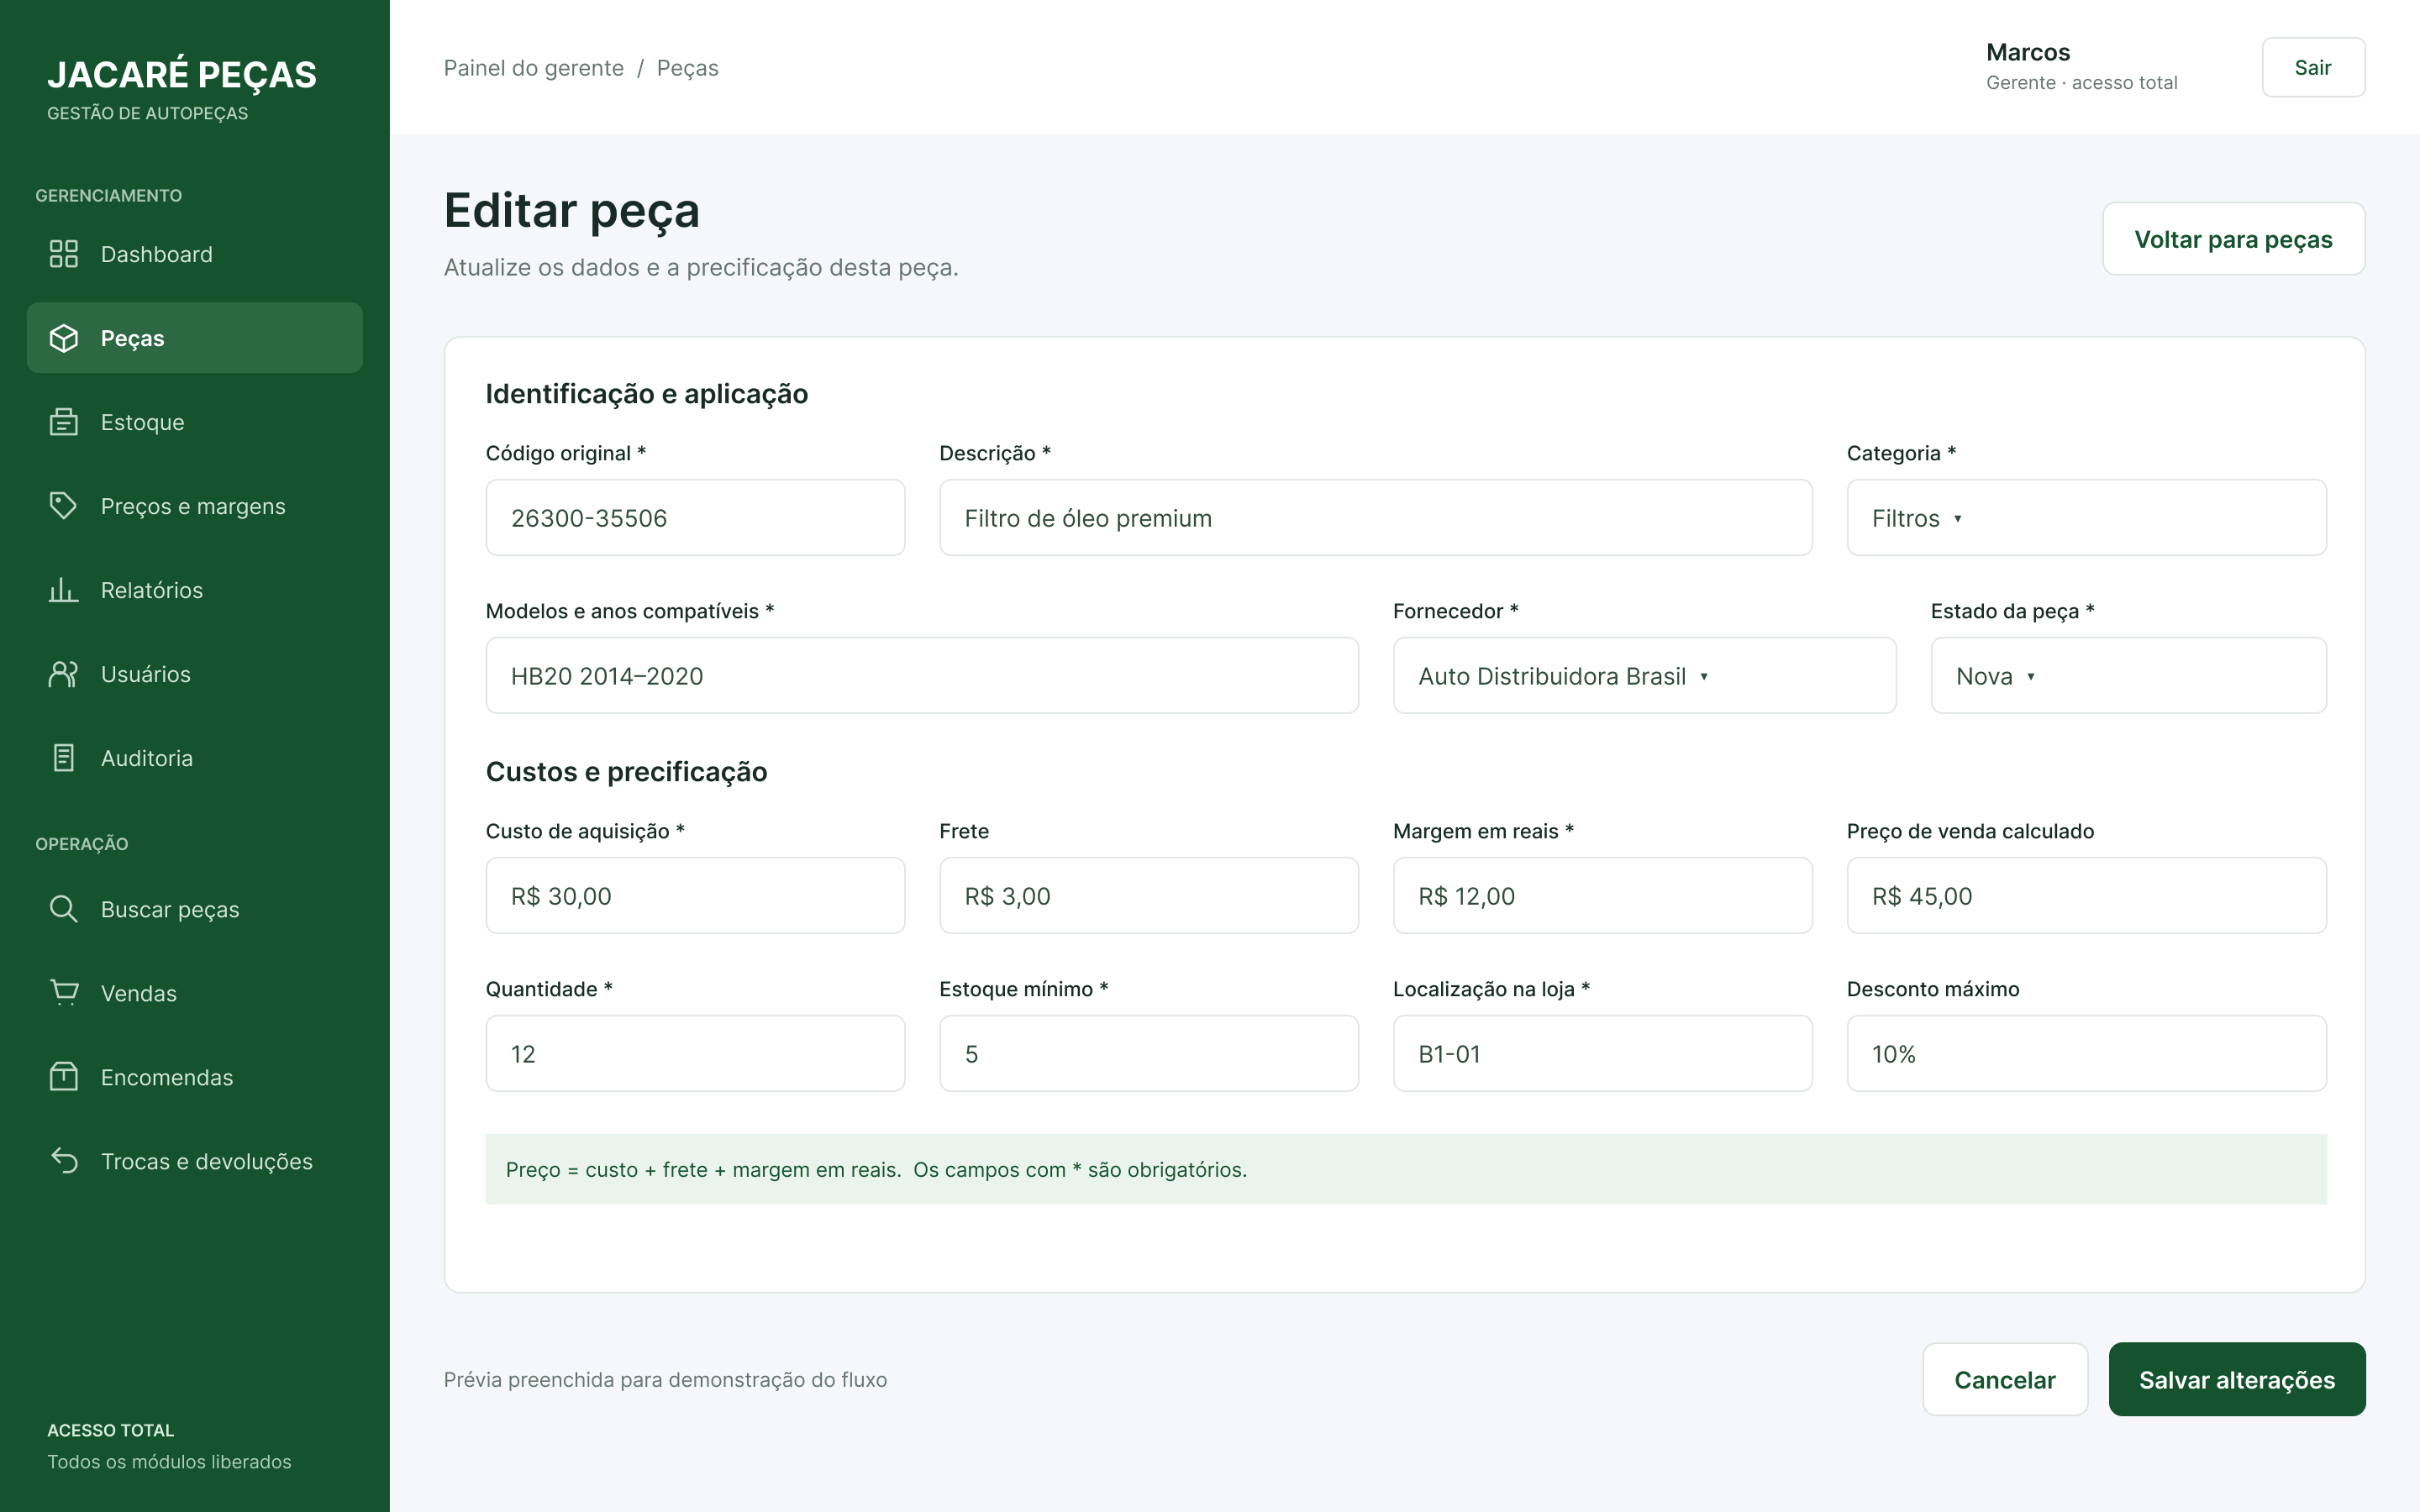 JACARÉ PEÇAS
GESTÃO DE AUTOPEÇAS
GERENCIAMENTO
Dashboard
Peças
Estoque
Preços e margens
Relatórios
Usuários
Auditoria
OPERAÇÃO
Buscar peças
Vendas
Encomendas
Trocas e devoluções
ACESSO TOTAL
Todos os módulos liberados
Painel do gerente / Peças
Marcos
Gerente · acesso total
Sair
Editar peça
Atualize os dados e a precificação desta peça.
Voltar para peças
Identificação e aplicação
Código original * Descrição * Categoria *
26300-35506 Filtro de óleo premium Filtros ▾
Modelos e anos compatíveis * Fornecedor * Estado da peça *
HB20 2014–2020 Auto Distribuidora Brasil ▾ Nova ▾
Custos e precificação
Custo de aquisição * Frete Margem em reais * Preço de venda calculado
R$ 30,00 R$ 3,00 R$ 12,00 R$ 45,00
Quantidade * Estoque mínimo * Localização na loja * Desconto máximo
12 5 B1-01 10%
Preço = custo + frete + margem em reais. Os campos com * são obrigatórios.
Prévia preenchida para demonstração do fluxo
Cancelar
Salvar alterações